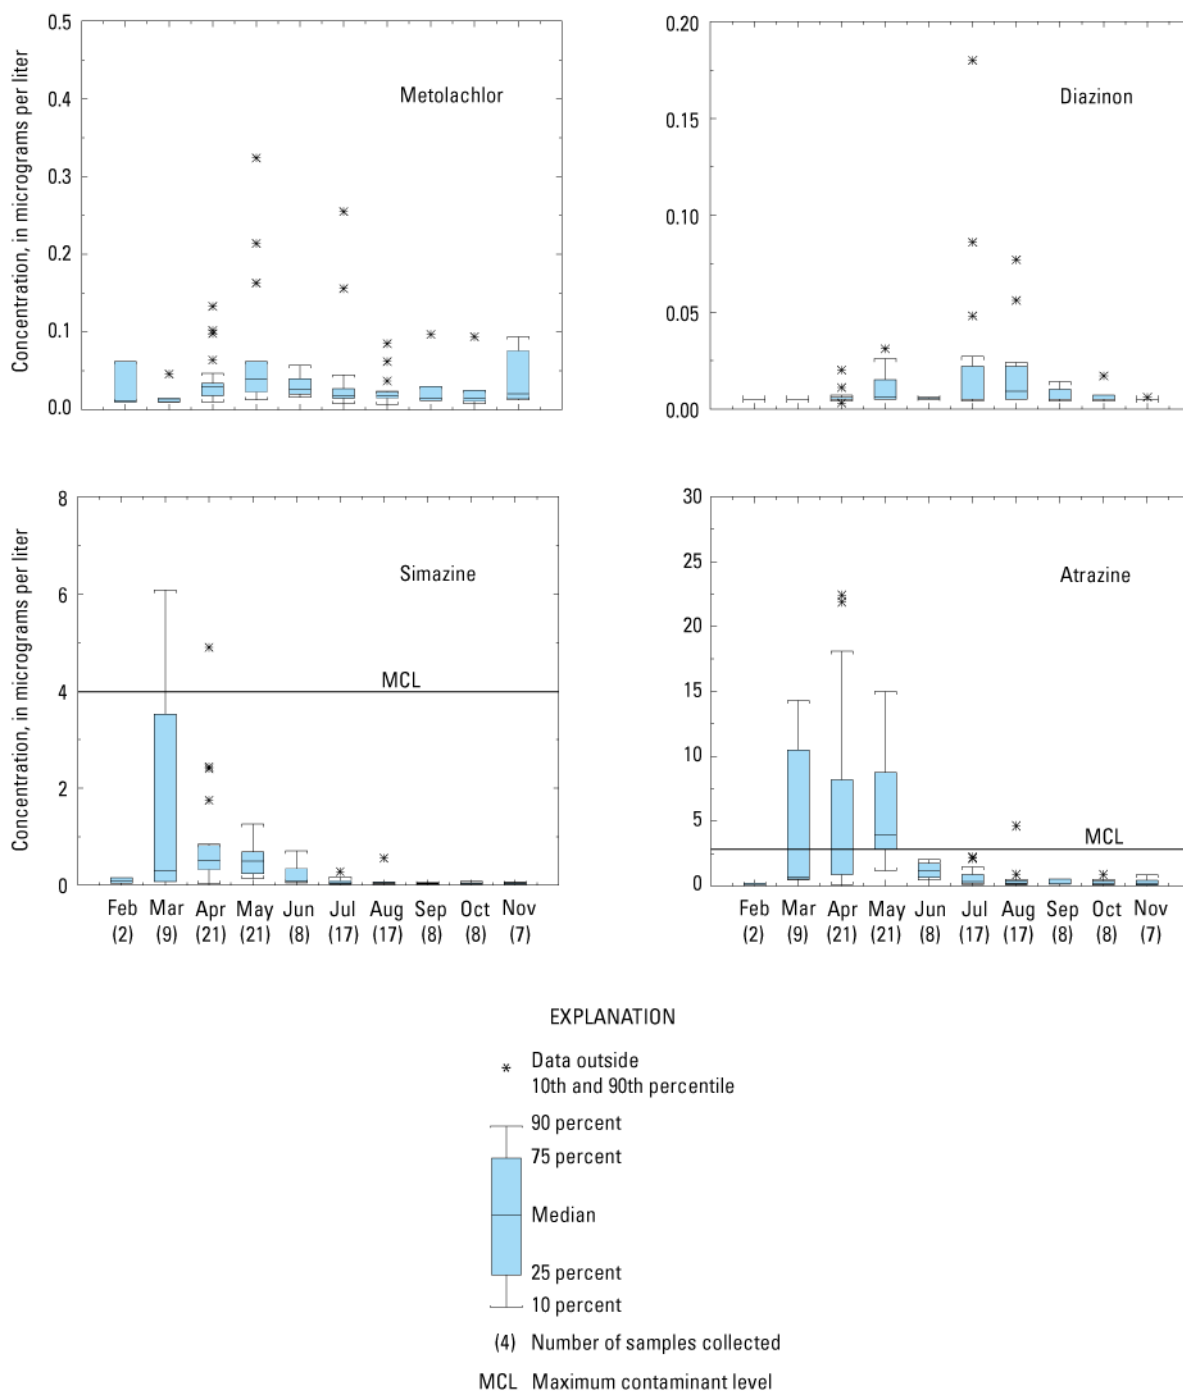 Concentration, in micrograms per liter
0.5
0.4
0.3
0.2
0.1
0.0
Metolachlor
0.20
0.15
0.10
0.05
0.00
Diazinon
Concentration, in micrograms per liter
8
6
4
2
0
Simazine
MCL
Feb Mar Apr May Jun Jul Aug Sep Oct Nov
(2) (9) (21) (21) (8) (17) (17) (8) (8) (7)
30
25
20
15
10
5
0
Atrazine
MCL
Feb Mar Apr May Jun Jul Aug Sep Oct Nov
(2) (9) (21) (21) (8) (17) (17) (8) (8) (7)
EXPLANATION
* Data outside
10th and 90th percentile
90 percent
75 percent
Median
25 percent
10 percent
(4) Number of samples collected
MCL Maximum contaminant level